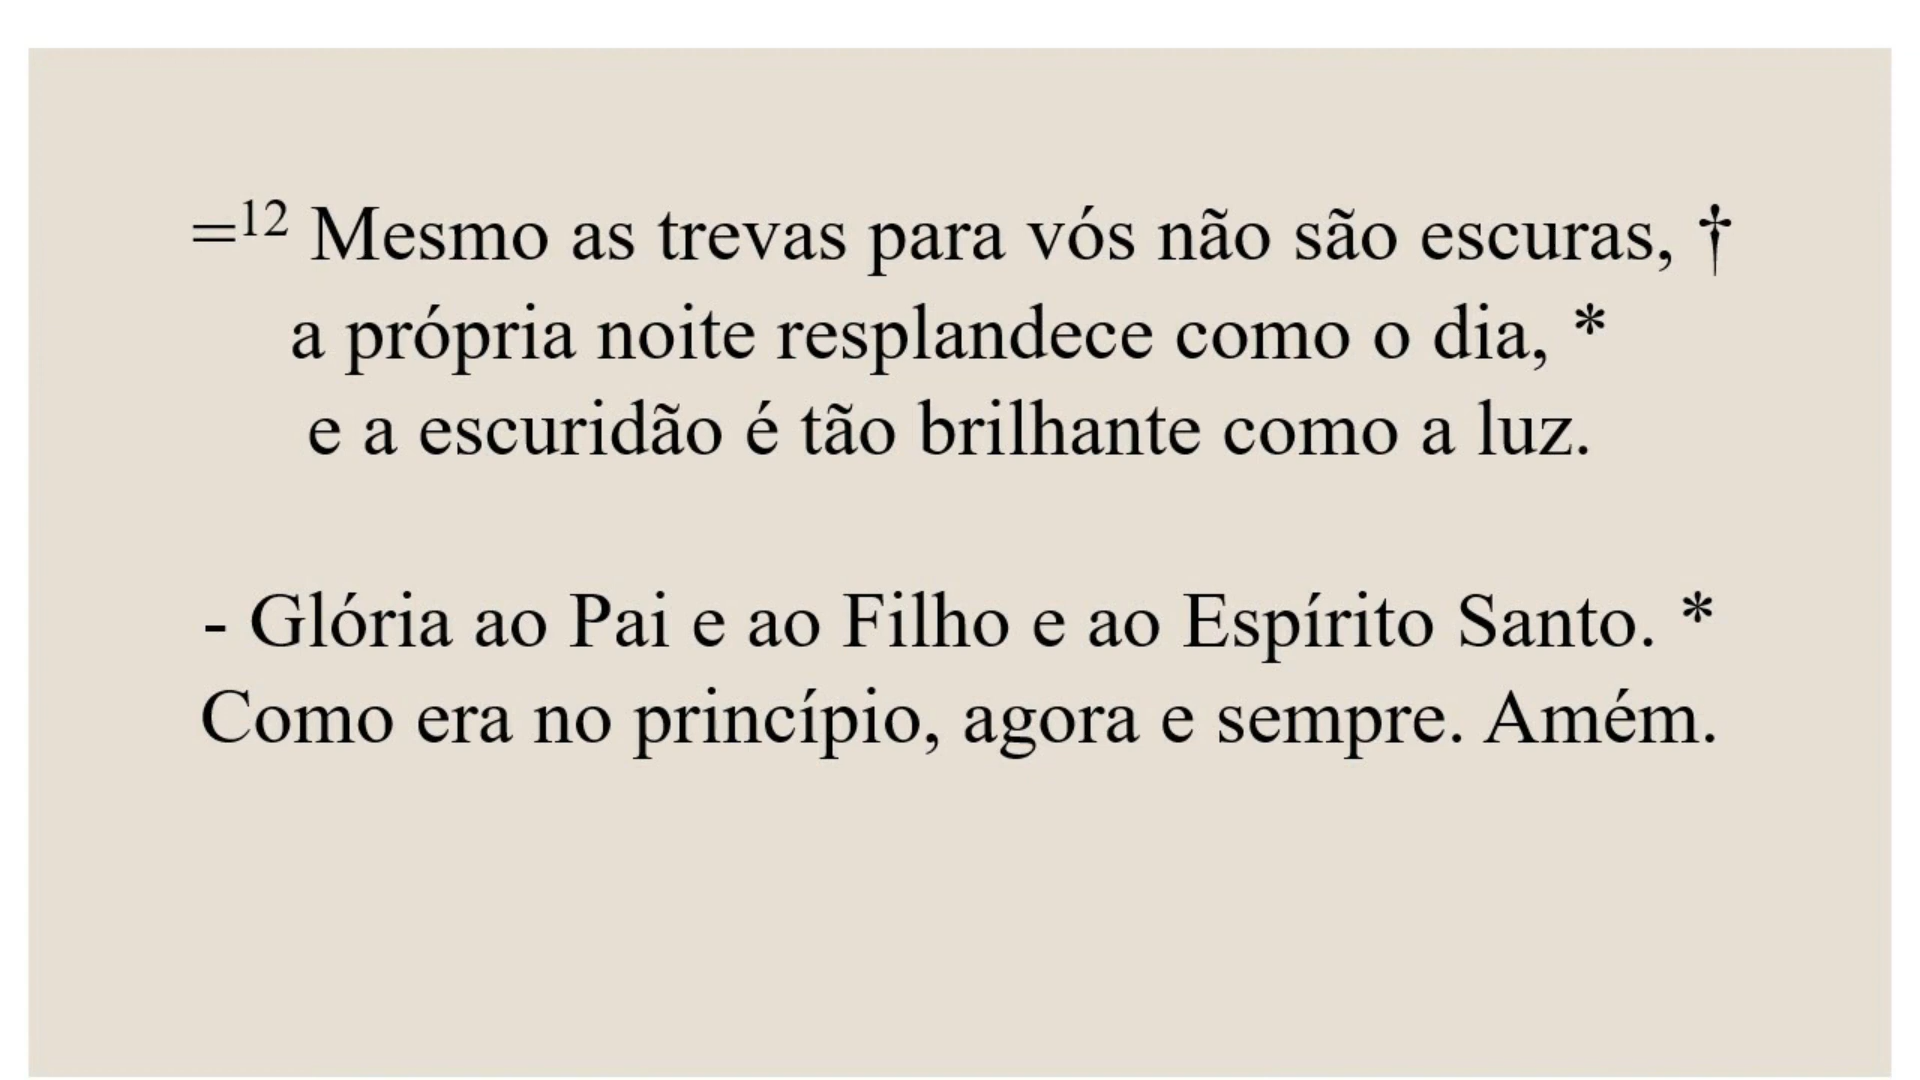 =¹² Mesmo as trevas para vós não são escuras, †
a própria noite resplandece como o dia, *
e a escuridão é tão brilhante como a luz.
- Glória ao Pai e ao Filho e ao Espírito Santo. *
Como era no princípio, agora e sempre. Amém.